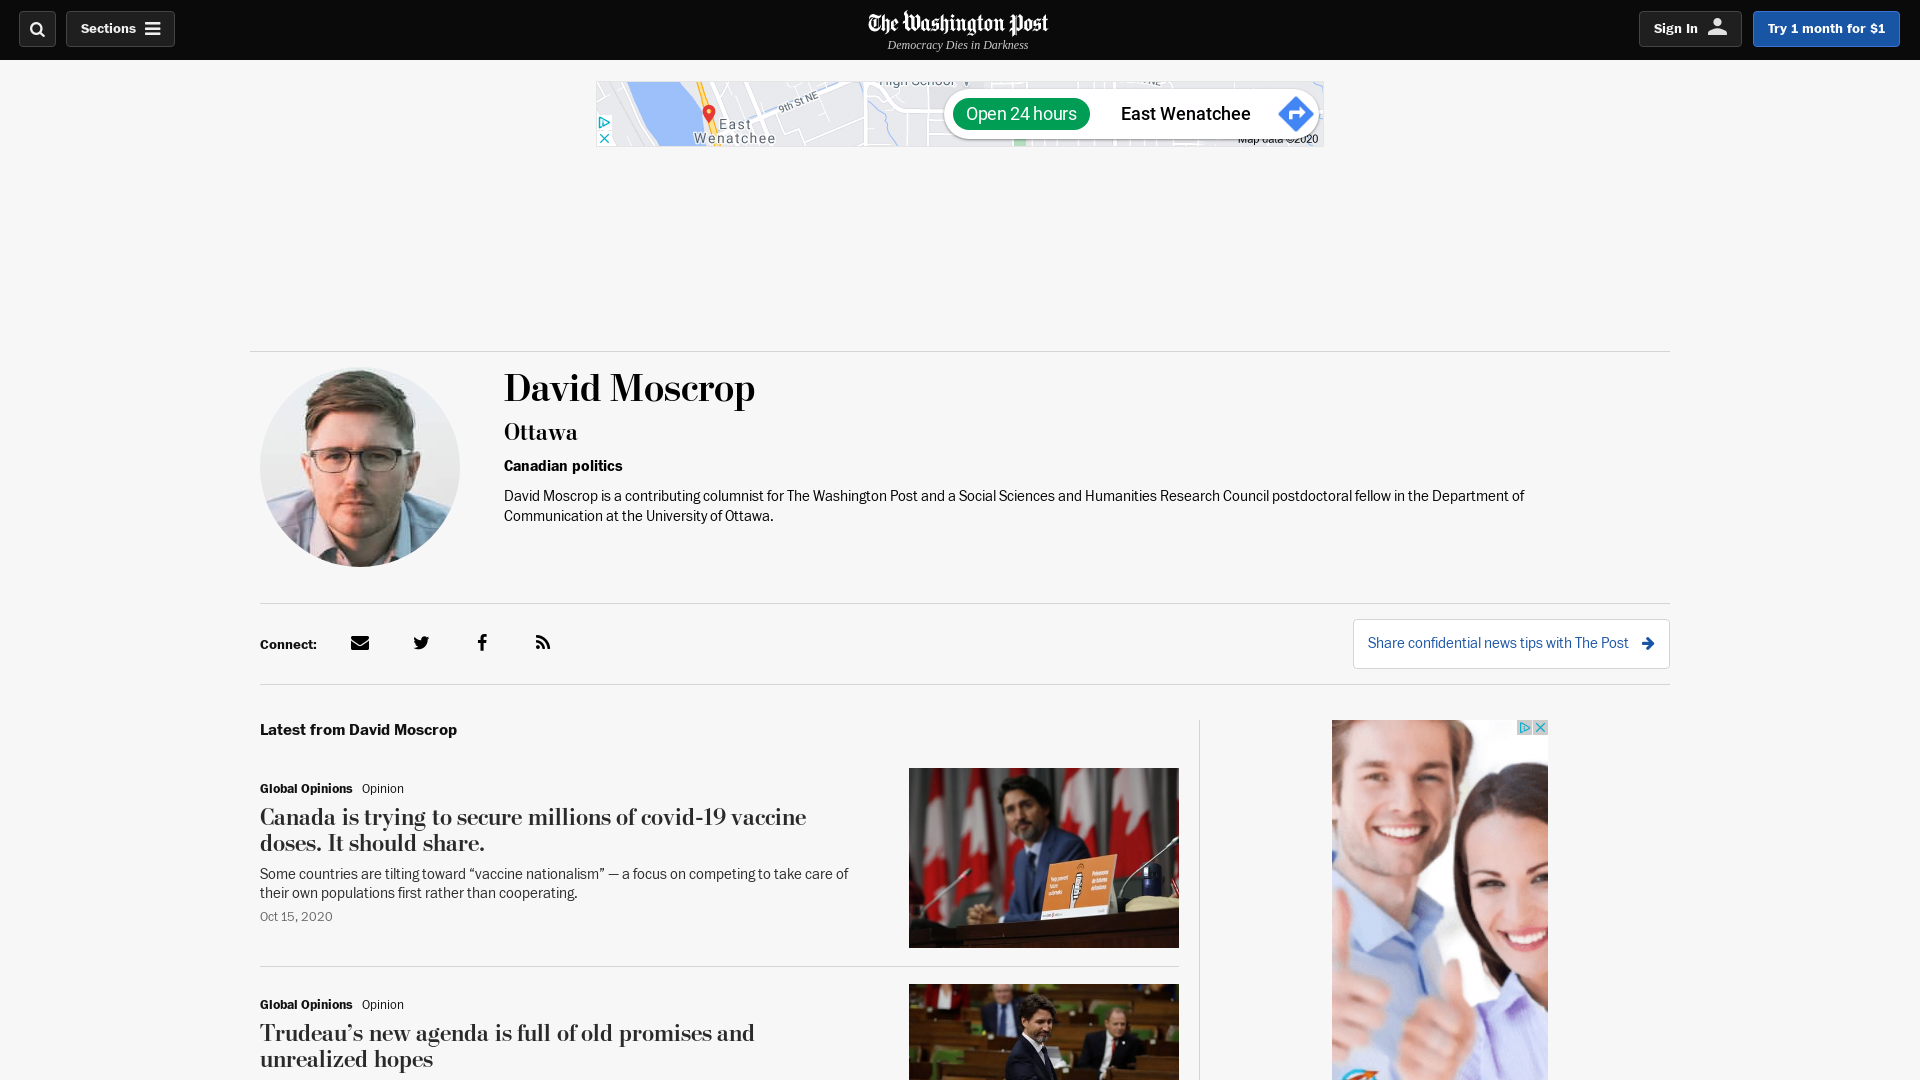 Sections
The Washington Post
Democracy Dies in Darkness
Sign In
Try 1 month for $1
9th St NE
East
Wenatchee
Open 24 hours
East Wenatchee
Map data ©2020
David Moscrop
Ottawa
Canadian politics
David Moscrop is a contributing columnist for The Washington Post and a Social Sciences and Humanities Research Council postdoctoral fellow in the Department of
Communication at the University of Ottawa.
Connect:
Share confidential news tips with The Post
Latest from David Moscrop
Global Opinions Opinion
Canada is trying to secure millions of covid-19 vaccine
doses. It should share.
Some countries are tilting toward “vaccine nationalism” — a focus on competing to take care of
their own populations first rather than cooperating.
Oct 15, 2020
Global Opinions Opinion
Trudeau’s new agenda is full of old promises and
unrealized hopes